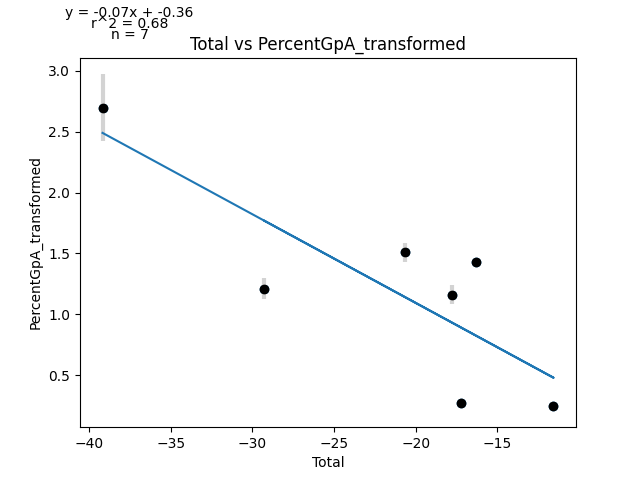 y = -0.07x + -0.36
r^2 = 0.68
n = 7
Total vs PercentGpA_transformed
3.0
2.5
2.0
1.5
1.0
0.5
PercentGpA_transformed
−40
−35
−30
−25
−20
−15
Total